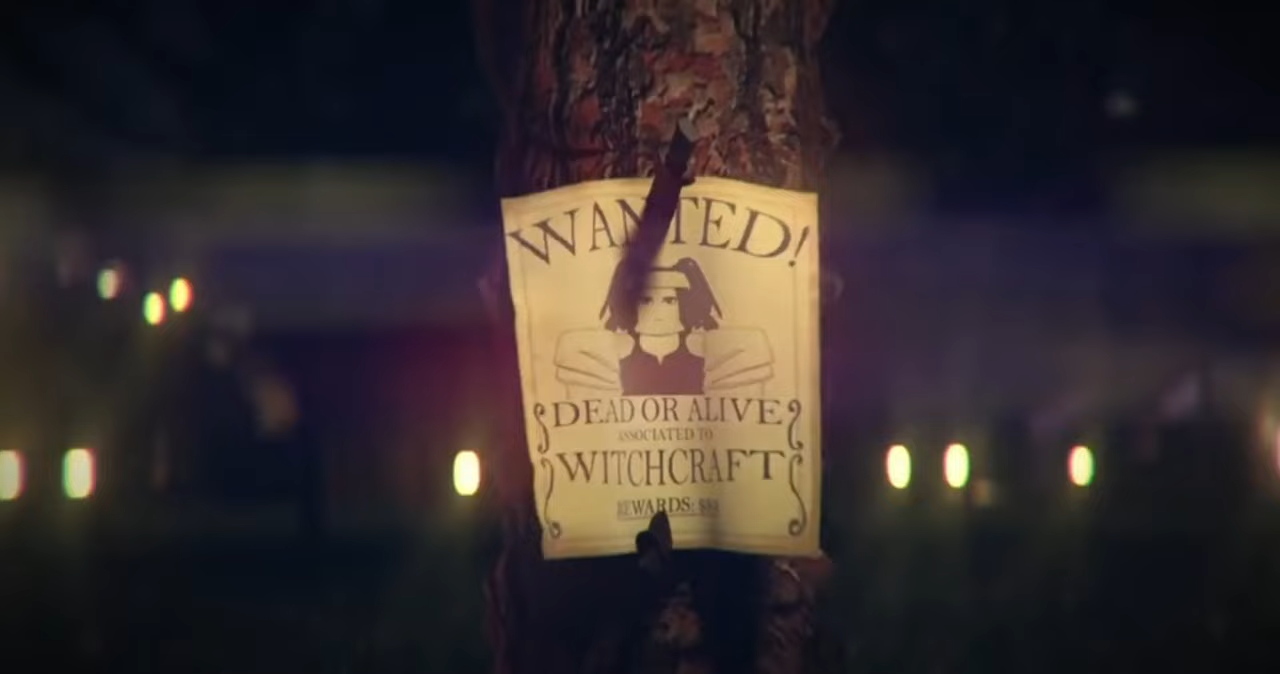 WANTED!
DEAD OR ALIVE
ASSOCIATED TO
WITCHCRAFT
REWARDS: